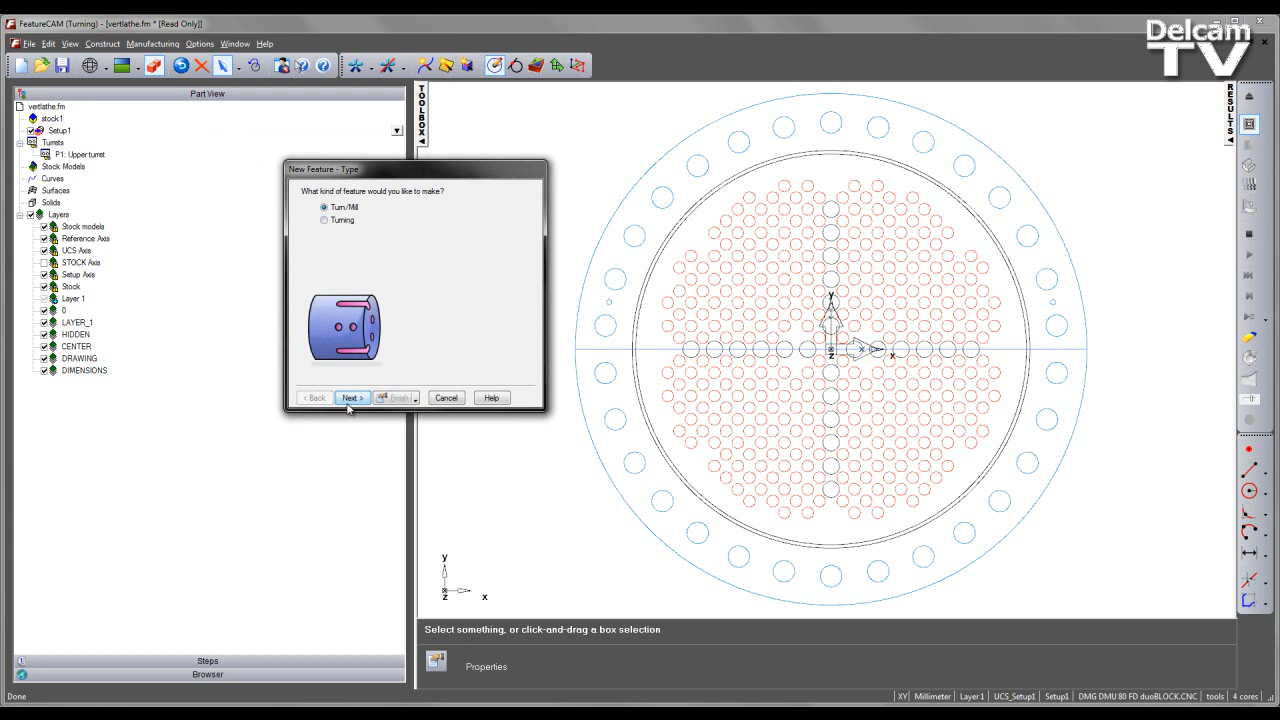 FeatureCAM (Turning) - [vertlathe.fm * [Read Only]]
Delcam
TV
File Edit View Construct Manufacturing Options Window Help
Part View
vertlathe.fm
stock1
Setup1
Turrets
P1: Upper turret
Stock Models
Curves
Surfaces
Solids
Layers
Stock models
Reference Axis
UCS Axis
STOCK Axis
Setup Axis
Stock
Layer 1
0
LAYER_1
HIDDEN
CENTER
DRAWING
DIMENSIONS
Steps
Browser
New Feature - Type
What kind of feature would you like to make?
Turn/Mill
Turning
< Back Next > Finish Cancel Help
TOOLBOX
RESULTS
y
x
z
x
y
z
x
Select something, or click-and-drag a box selection
Properties
Done
XY Millimeter Layer 1 UCS_Setup1 Setup1 DMG DMU 80 FD duoBLOCK.CNC tools 4 cores